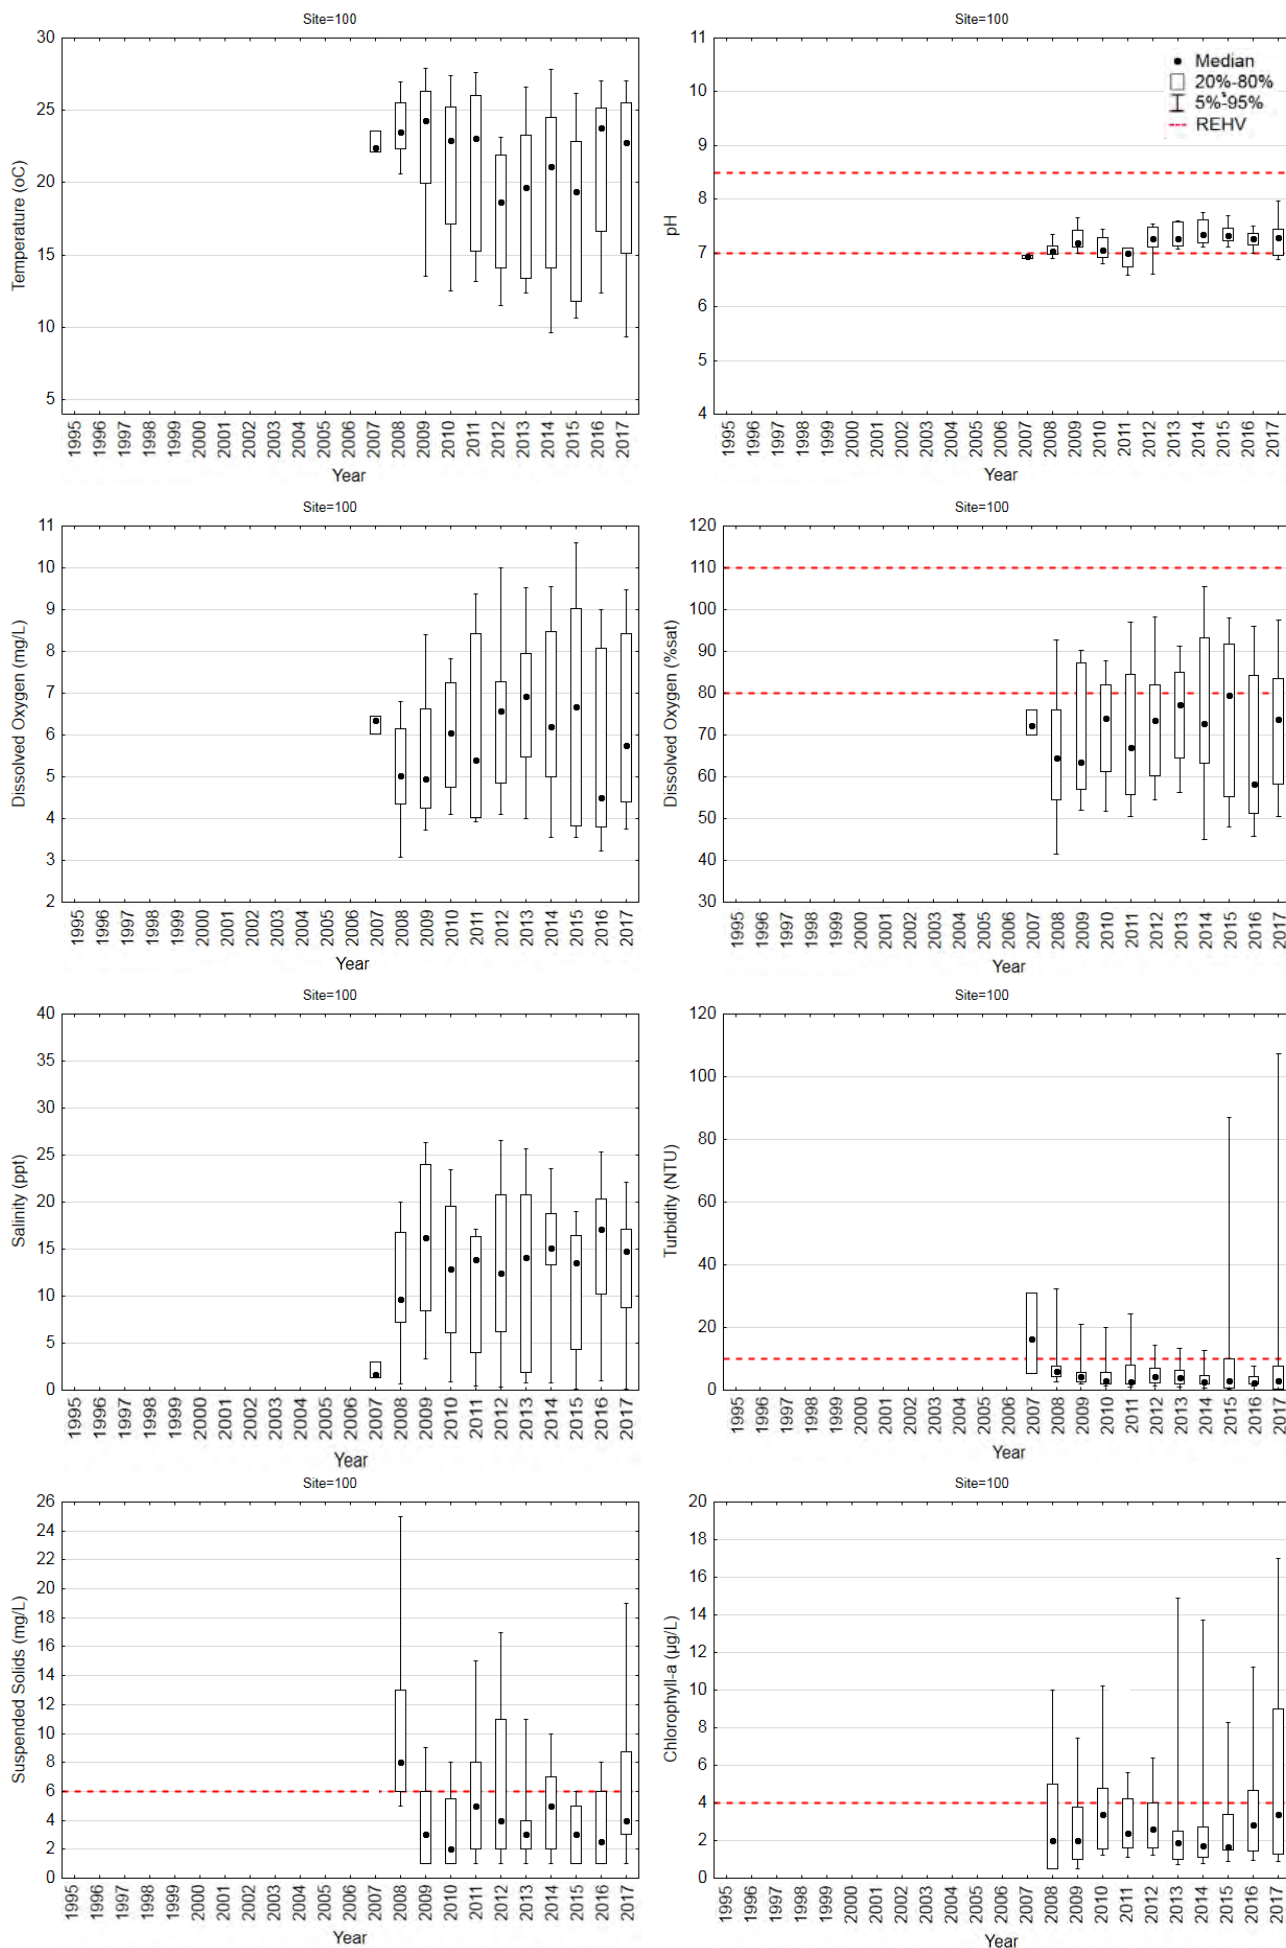 Site=100
30
25
20
15
10
5
Temperature (oC)
1995 1996 1997 1998 1999 2000 2001 2002 2003 2004 2005 2006 2007 2008 2009 2010 2011 2012 2013 2014 2015 2016 2017
Year
Site=100
11
10
9
8
7
6
5
4
pH
Median
20%-80%
5%-95%
REHV
1995 1996 1997 1998 1999 2000 2001 2002 2003 2004 2005 2006 2007 2008 2009 2010 2011 2012 2013 2014 2015 2016 2017
Year
Site=100
11
10
9
8
7
6
5
4
3
2
Dissolved Oxygen (mg/L)
1995 1996 1997 1998 1999 2000 2001 2002 2003 2004 2005 2006 2007 2008 2009 2010 2011 2012 2013 2014 2015 2016 2017
Year
Site=100
120
110
100
90
80
70
60
50
40
30
Dissolved Oxygen (%sat)
1995 1996 1997 1998 1999 2000 2001 2002 2003 2004 2005 2006 2007 2008 2009 2010 2011 2012 2013 2014 2015 2016 2017
Year
Site=100
40
35
30
25
20
15
10
5
0
Salinity (ppt)
1995 1996 1997 1998 1999 2000 2001 2002 2003 2004 2005 2006 2007 2008 2009 2010 2011 2012 2013 2014 2015 2016 2017
Year
Site=100
120
100
80
60
40
20
0
Turbidity (NTU)
1995 1996 1997 1998 1999 2000 2001 2002 2003 2004 2005 2006 2007 2008 2009 2010 2011 2012 2013 2014 2015 2016 2017
Year
Site=100
26
24
22
20
18
16
14
12
10
8
6
4
2
0
Suspended Solids (mg/L)
1995 1996 1997 1998 1999 2000 2001 2002 2003 2004 2005 2006 2007 2008 2009 2010 2011 2012 2013 2014 2015 2016 2017
Year
Site=100
20
18
16
14
12
10
8
6
4
2
0
Chlorophyll-a (µg/L)
1995 1996 1997 1998 1999 2000 2001 2002 2003 2004 2005 2006 2007 2008 2009 2010 2011 2012 2013 2014 2015 2016 2017
Year